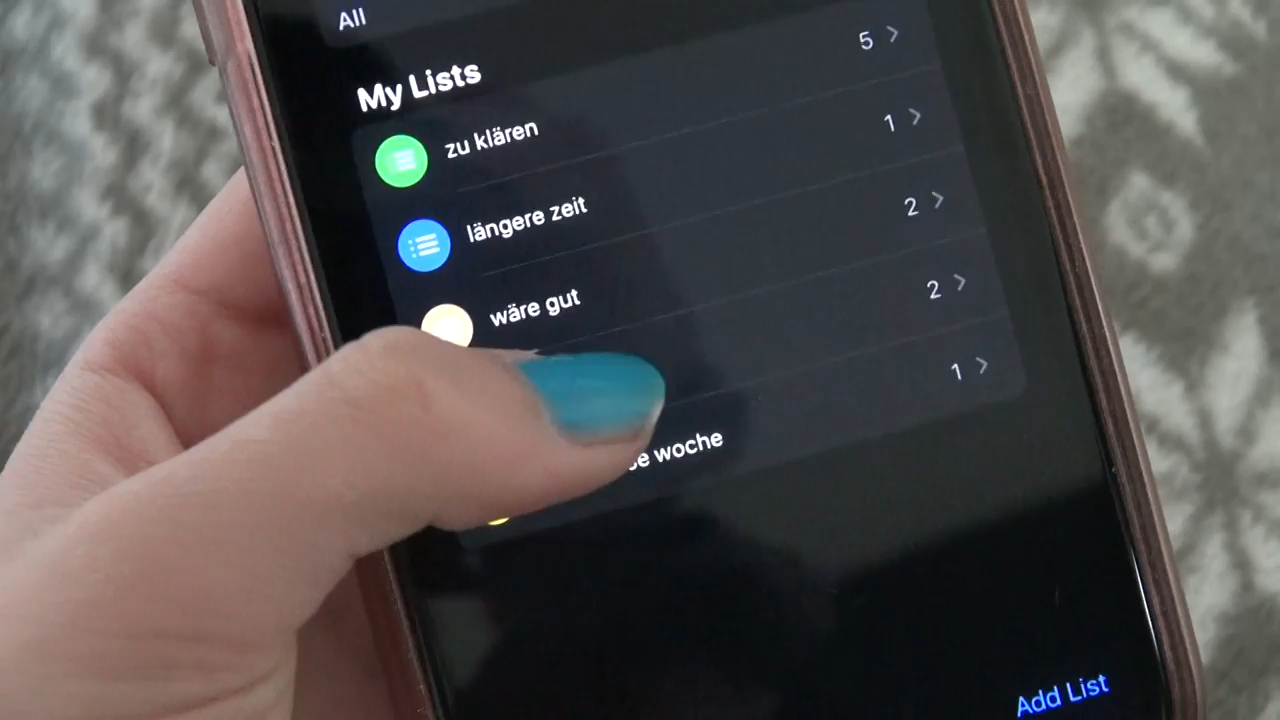 All
My Lists
zu klären 5
längere zeit 1
wäre gut 2
2
woche 1
Add List